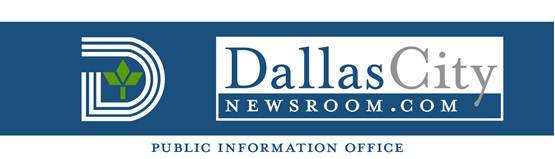 DallasCity
NEWSROOM.COM
PUBLIC INFORMATION OFFICE